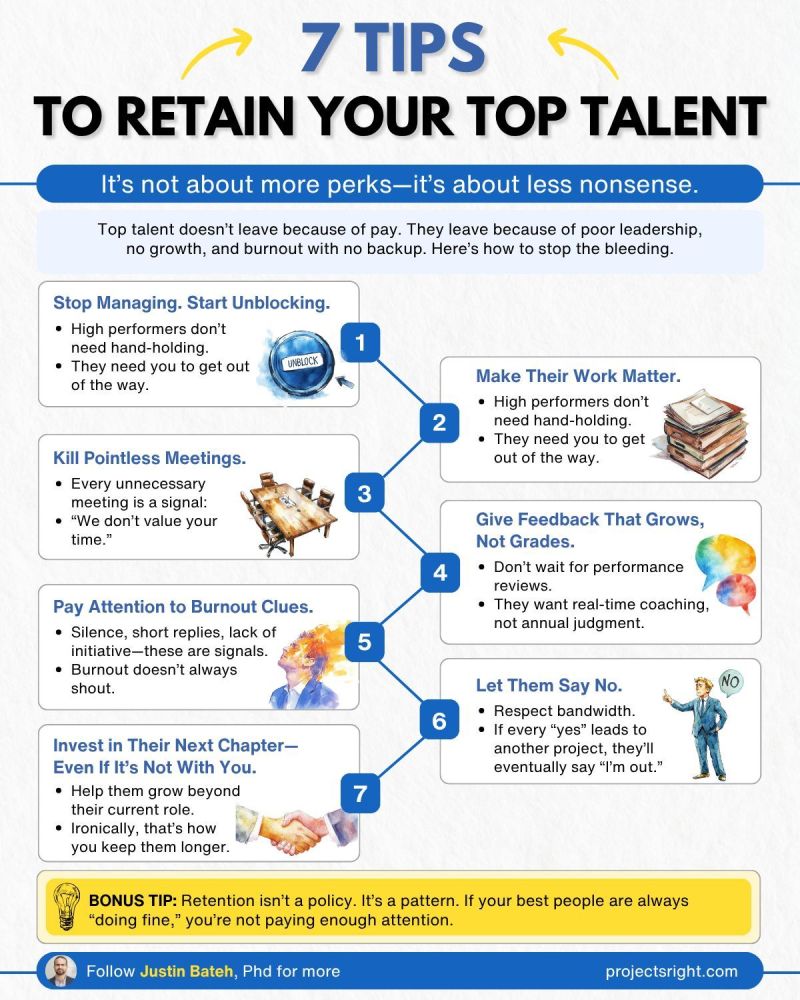 7 TIPS
TO RETAIN YOUR TOP TALENT
It's not about more perks—it's about less nonsense.
Top talent doesn't leave because of pay. They leave because of poor leadership,
no growth, and burnout with no backup. Here's how to stop the bleeding.
Stop Managing. Start Unblocking.
• High performers don't
need hand-holding.
• They need you to get out
of the way.
UNBLOCK
1
Make Their Work Matter.
• High performers don't
need hand-holding.
• They need you to get
out of the way.
2
Kill Pointless Meetings.
• Every unnecessary
meeting is a signal:
• “We don't value your
time.”
3
Give Feedback That Grows,
Not Grades.
• Don't wait for performance
reviews.
• They want real-time coaching,
not annual judgment.
4
Pay Attention to Burnout Clues.
• Silence, short replies, lack of
initiative—these are signals.
• Burnout doesn't always
shout.
5
Let Them Say No.
• Respect bandwidth.
• If every “yes” leads to
another project, they'll
eventually say “I'm out.”
NO
6
Invest in Their Next Chapter—
Even If It's Not With You.
• Help them grow beyond
their current role.
• Ironically, that's how
you keep them longer.
7
BONUS TIP: Retention isn't a policy. It's a pattern. If your best people are always
“doing fine,” you're not paying enough attention.
Follow Justin Bateh, Phd for more
projectsright.com